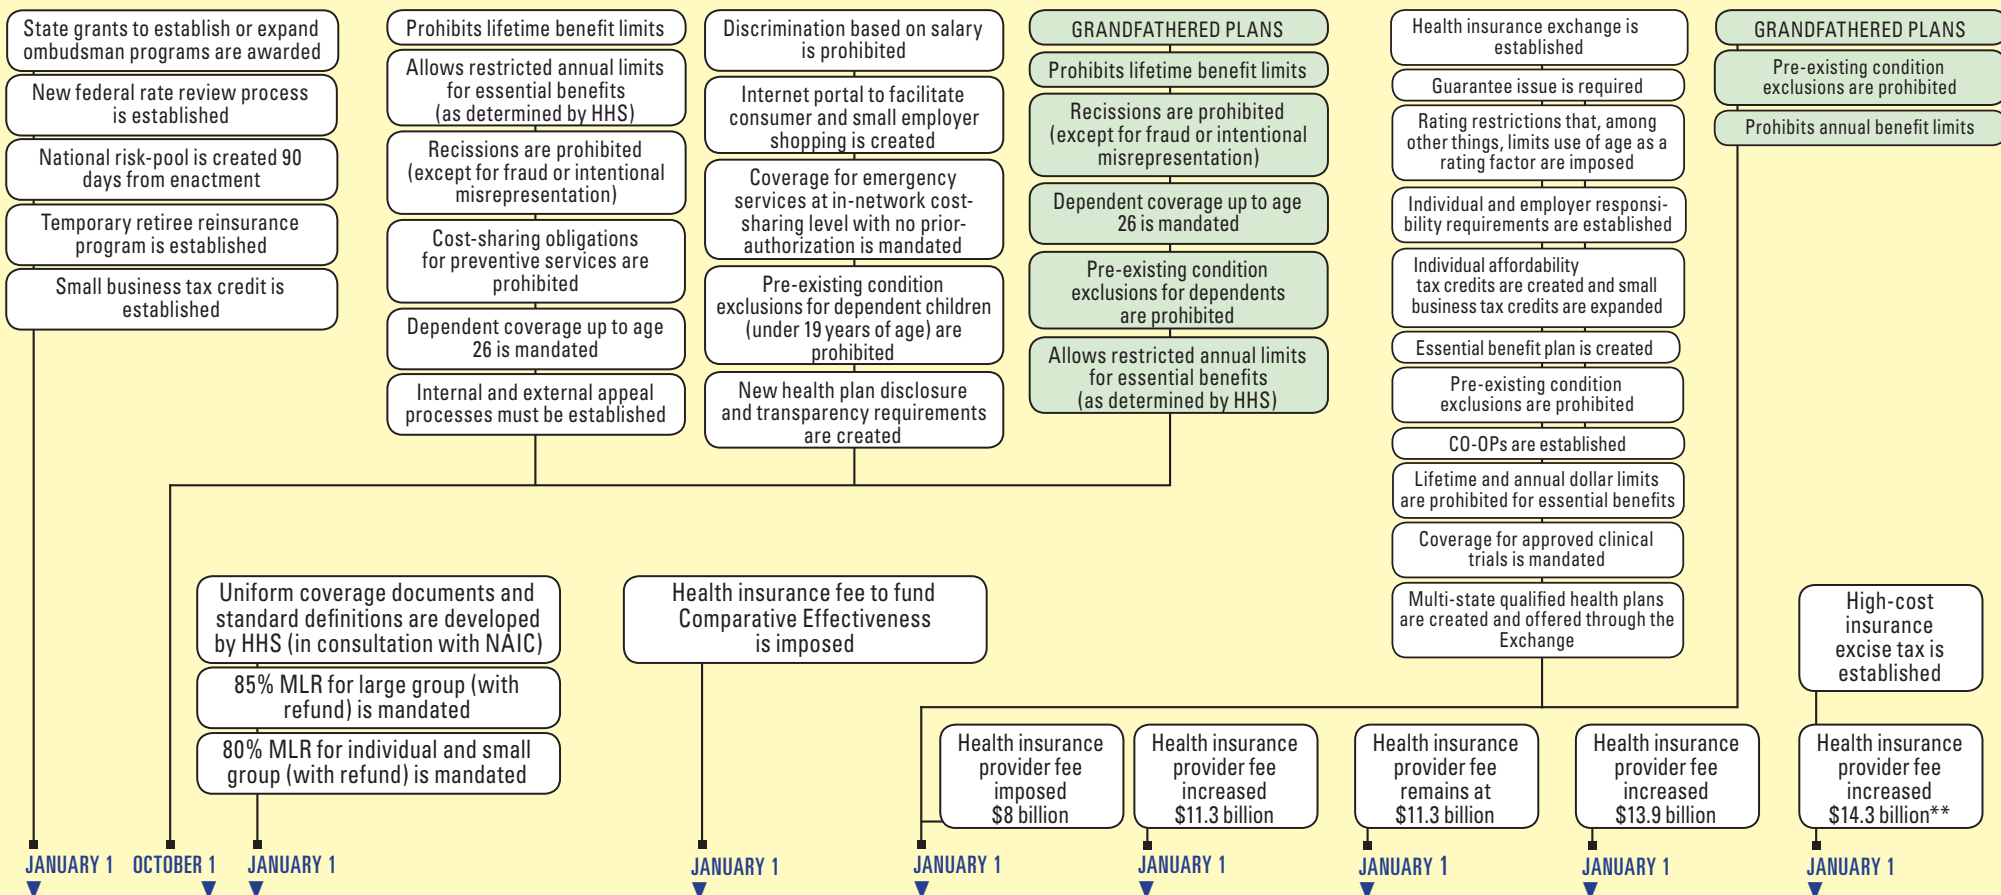 State grants to establish or expand
ombudsman programs are awarded
New federal rate review process
is established
National risk-pool is created 90
days from enactment
Temporary retiree reinsurance
program is established
Small business tax credit is
established
Prohibits lifetime benefit limits
Allows restricted annual limits
for essential benefits
(as determined by HHS)
Recissions are prohibited
(except for fraud or intentional
misrepresentation)
Cost-sharing obligations
for preventive services are
prohibited
Dependent coverage up to age
26 is mandated
Internal and external appeal
processes must be established
Discrimination based on salary
is prohibited
Internet portal to facilitate
consumer and small employer
shopping is created
Coverage for emergency
services at in-network cost-
sharing level with no prior-
authorization is mandated
Pre-existing condition
exclusions for dependent children
(under 19 years of age) are
prohibited
New health plan disclosure
and transparency requirements
are created
GRANDFATHERED PLANS
Prohibits lifetime benefit limits
Recissions are prohibited
(except for fraud or intentional
misrepresentation)
Dependent coverage up to age
26 is mandated
Pre-existing condition
exclusions for dependents
are prohibited
Allows restricted annual limits
for essential benefits
(as determined by HHS)
Health insurance exchange is
established
Guarantee issue is required
Rating restrictions that, among
other things, limits use of age as a
rating factor are imposed
Individual and employer responsi-
bility requirements are established
Individual affordability
tax credits are created and small
business tax credits are expanded
Essential benefit plan is created
Pre-existing condition
exclusions are prohibited
CO-OPs are established
Lifetime and annual dollar limits
are prohibited for essential benefits
Coverage for approved clinical
trials is mandated
Multi-state qualified health plans
are created and offered through the
Exchange
GRANDFATHERED PLANS
Pre-existing condition
exclusions are prohibited
Prohibits annual benefit limits
Uniform coverage documents and
standard definitions are developed
by HHS (in consultation with NAIC)
85% MLR for large group (with
refund) is mandated
80% MLR for individual and small
group (with refund) is mandated
Health insurance fee to fund
Comparative Effectiveness
is imposed
Health insurance
provider fee
imposed
$8 billion
Health insurance
provider fee
increased
$11.3 billion
Health insurance
provider fee
remains at
$11.3 billion
Health insurance
provider fee
increased
$13.9 billion
High-cost
insurance
excise tax is
established
Health insurance
provider fee
increased
$14.3 billion**
JANUARY 1
OCTOBER 1
JANUARY 1
JANUARY 1
JANUARY 1
JANUARY 1
JANUARY 1
JANUARY 1
JANUARY 1